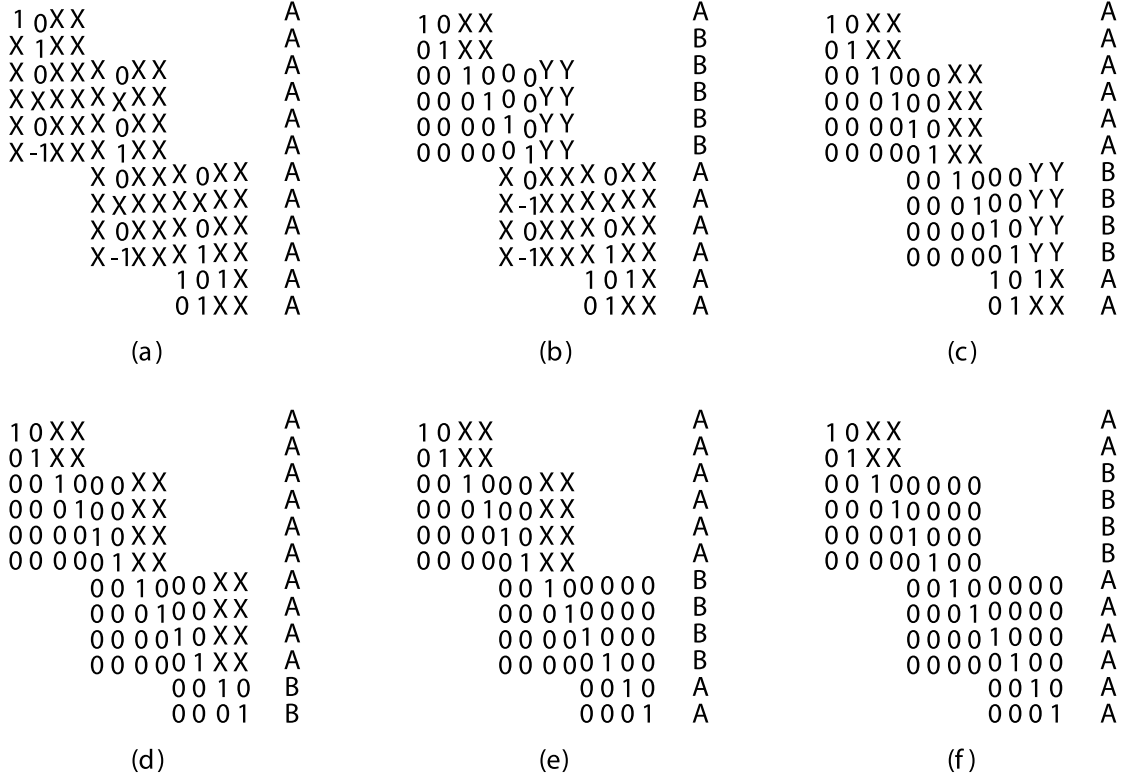 1 0 X X A
X 1 X X A
X 0 X X X 0 X X A
X X X X X X X X A
X 0 X X X 0 X X A
X -1 X X X 1 X X A
X 0 X X X 0 X X A
X X X X X X X X A
X 0 X X X 0 X X A
X -1 X X X 1 X X A
1 0 1 X A
0 1 X X A
(a)
1 0 X X A
0 1 X X B
0 0 1 0 0 0 Y Y B
0 0 0 1 0 0 Y Y B
0 0 0 0 1 0 Y Y B
0 0 0 0 0 1 Y Y B
X 0 X X X 0 X X A
X -1 X X X X X X A
X 0 X X X 0 X X A
X -1 X X X 1 X X A
1 0 1 X A
0 1 X X A
(b)
1 0 X X A
0 1 X X A
0 0 1 0 0 0 X X A
0 0 0 1 0 0 X X A
0 0 0 0 1 0 X X A
0 0 0 0 0 1 X X A
0 0 1 0 0 0 Y Y B
0 0 0 1 0 0 Y Y B
0 0 0 0 1 0 Y Y B
0 0 0 0 0 1 Y Y B
1 0 1 X A
0 1 X X A
(c)
1 0 X X A
0 1 X X A
0 0 1 0 0 0 X X A
0 0 0 1 0 0 X X A
0 0 0 0 1 0 X X A
0 0 0 0 0 1 X X A
0 0 1 0 0 0 X X A
0 0 0 1 0 0 X X A
0 0 0 0 1 0 X X A
0 0 0 0 0 1 X X A
0 0 1 0 B
0 0 0 1 B
(d)
1 0 X X A
0 1 X X A
0 0 1 0 0 0 X X A
0 0 0 1 0 0 X X A
0 0 0 0 1 0 X X A
0 0 0 0 0 1 X X A
0 0 1 0 0 0 0 0 B
0 0 0 1 0 0 0 0 B
0 0 0 0 1 0 0 0 B
0 0 0 0 0 1 0 0 B
0 0 1 0 A
0 0 0 1 A
(e)
1 0 X X A
0 1 X X A
0 0 1 0 0 0 0 0 B
0 0 0 1 0 0 0 0 B
0 0 0 0 1 0 0 0 B
0 0 0 0 0 1 0 0 B
0 0 1 0 0 0 0 0 A
0 0 0 1 0 0 0 0 A
0 0 0 0 1 0 0 0 A
0 0 0 0 0 1 0 0 A
0 0 1 0 A
0 0 0 1 A
(f)